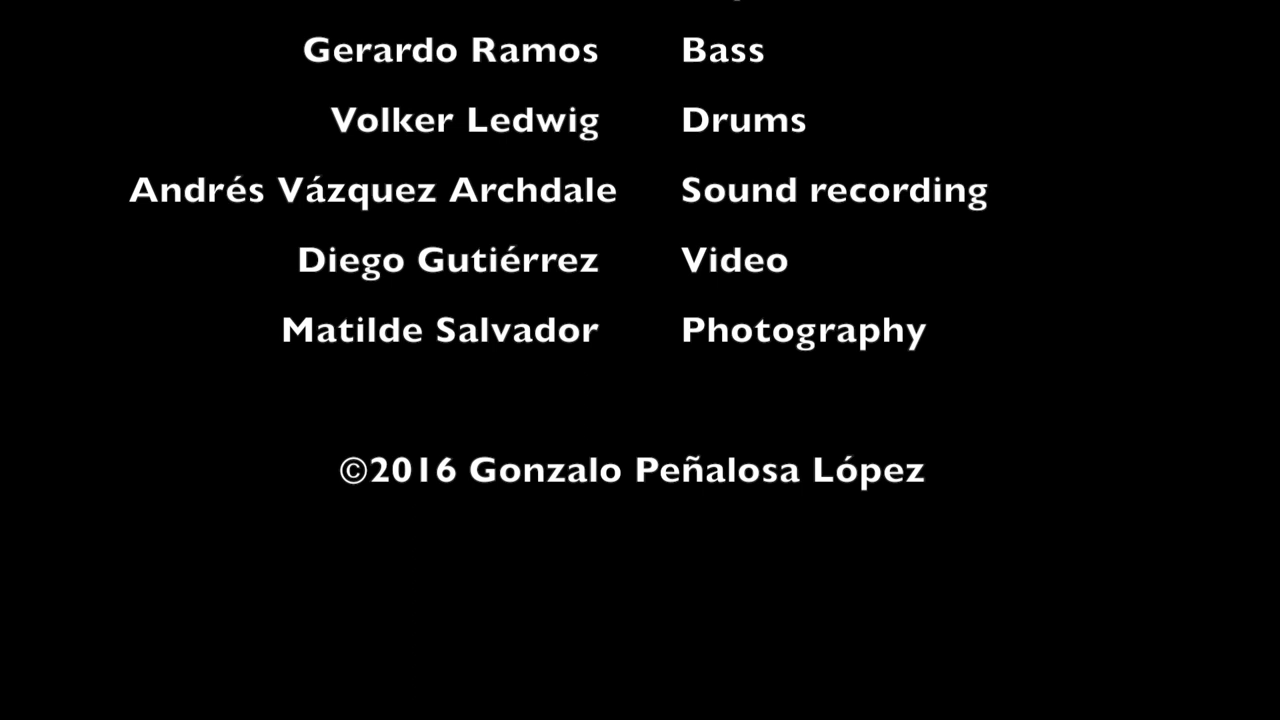 Gerardo Ramos Bass
Volker Ledwig Drums
Andrés Vázquez Archdale Sound recording
Diego Gutiérrez Video
Matilde Salvador Photography
©2016 Gonzalo Peñalosa López